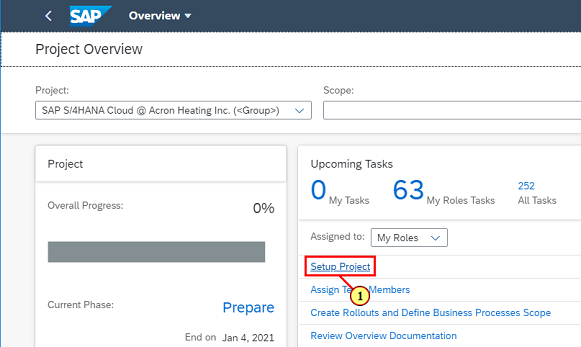 SAP Overview
Project Overview
Project:
SAP S/4HANA Cloud @ Acron Heating Inc. (<Group>)
Scope:
Project
Overall Progress:
0%
Current Phase:
Prepare
End on Jan 4, 2021
Upcoming Tasks
0 My Tasks
63 My Roles Tasks
252
All Tasks
Assigned to: My Roles
Setup Project
1
Assign Members
Create Rollouts and Define Business Processes Scope
Review Overview Documentation